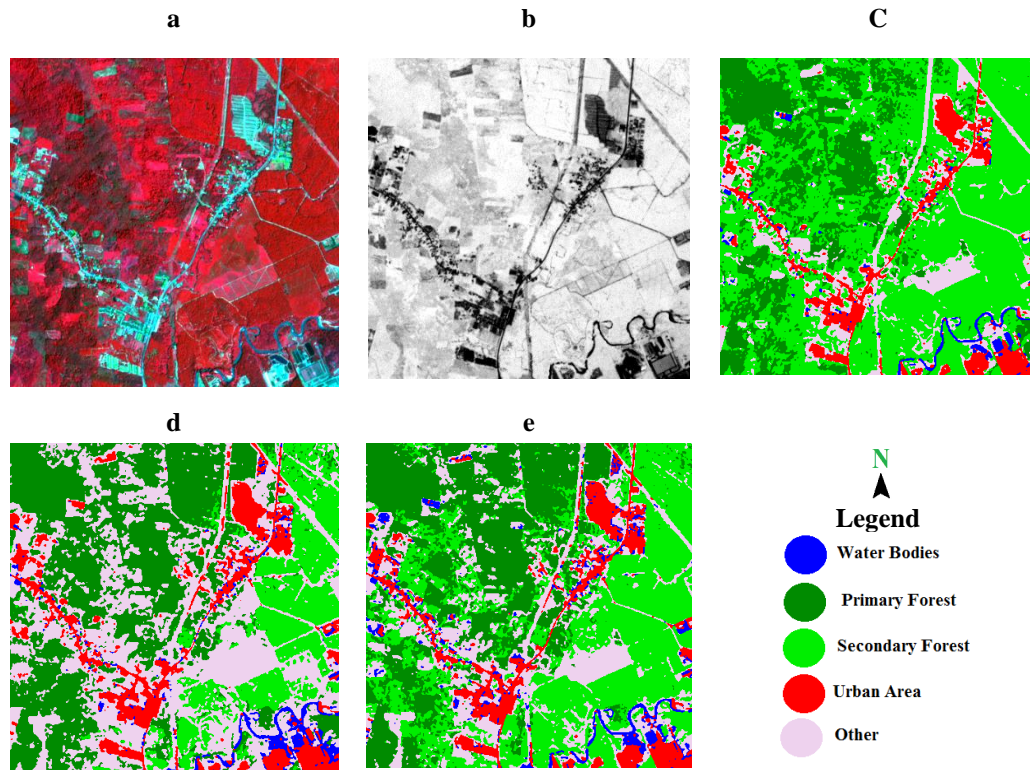 a
b
C
d
e
N
Legend
Water Bodies
Primary Forest
Secondary Forest
Urban Area
Other